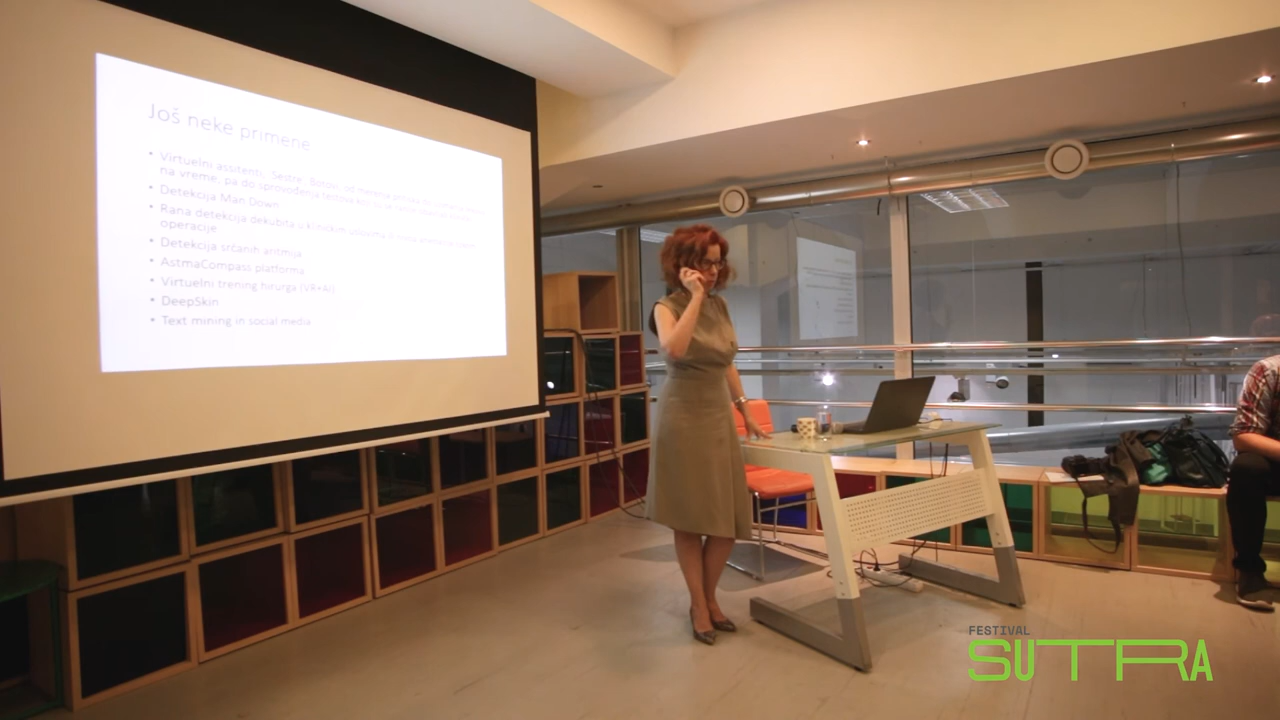 Još neke primene
• Virtuelni assitenti, Sestre, Botovi, od merenja
na vreme, pa do sprovođenja testova
• Detekcija Man Down
• Rana detekcija dekubita u kliničkim uslovima
operacije
• Detekcija srčanih aritmija
• AstmaCompass platforma
• Virtuelni trening hirurga (VR+AI)
• DeepSkin
• Text mining in social media
FESTIVAL
SUTRA